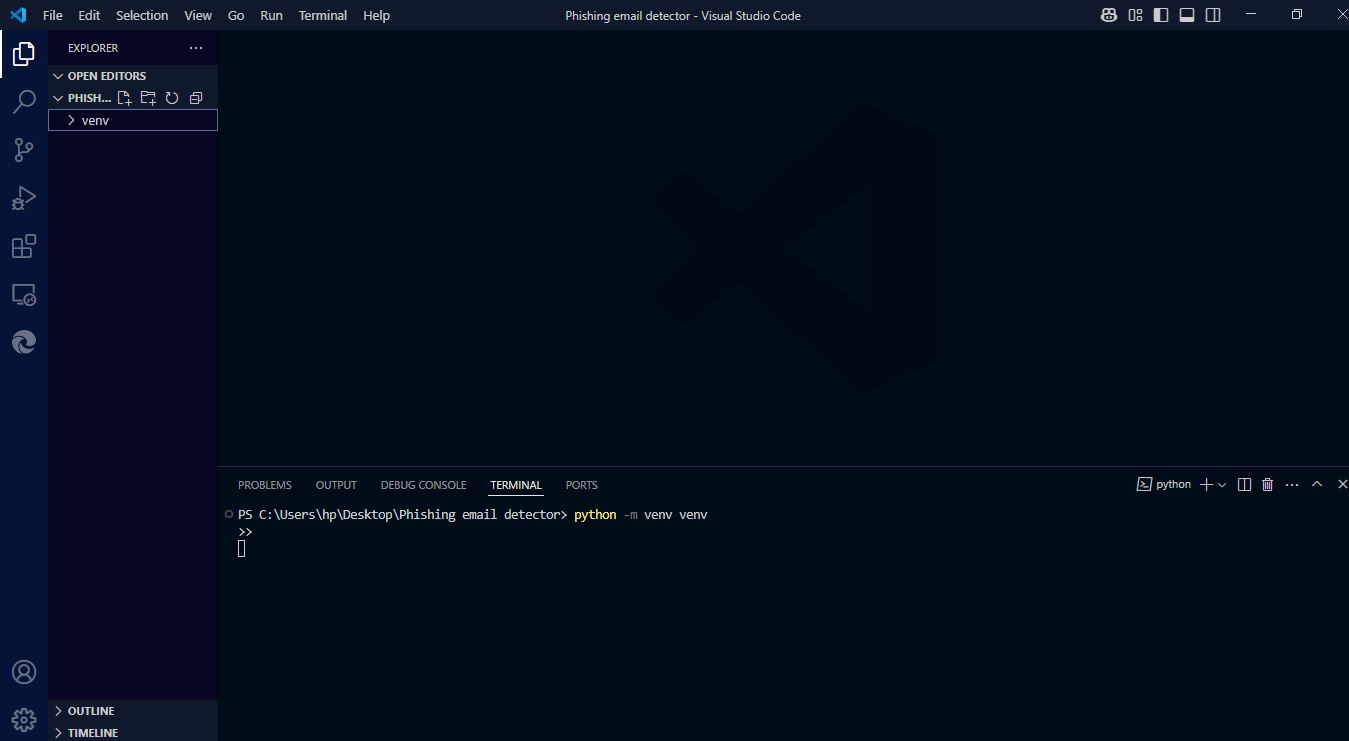 File Edit Selection View Go Run Terminal Help Phishing email detector - Visual Studio Code
EXPLORER
OPEN EDITORS
PHISH...
venv
OUTLINE
TIMELINE
PROBLEMS OUTPUT DEBUG CONSOLE TERMINAL PORTS python
PS C:\Users\hp\Desktop\Phishing email detector> python -m venv venv
>>